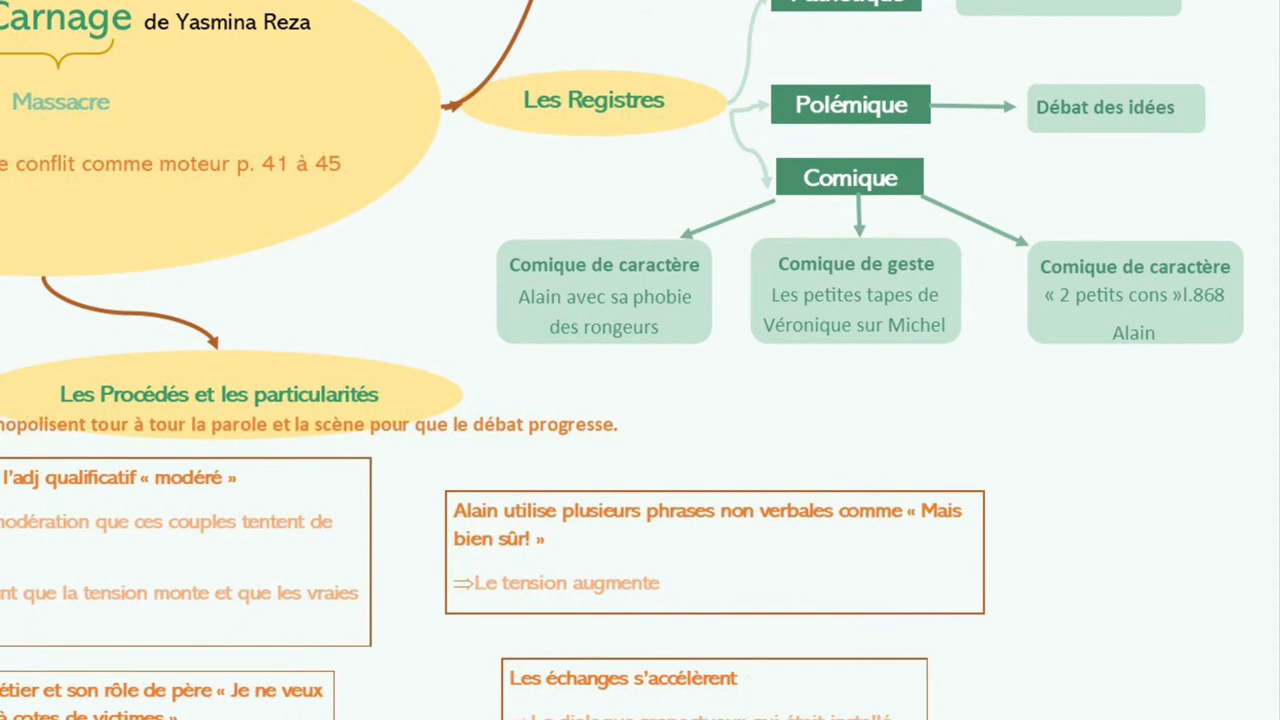 Carnage de Yasmina Reza
Massacre
conflit comme moteur p. 41 à 45
Les Registres
Polémique
Débat des idées
Comique
Comique de caractère
Alain avec sa phobie
des rongeurs
Comique de geste
Les petites tapes de
Véronique sur Michel
Comique de caractère
« 2 petits cons »l.868
Alain
Les Procédés et les particularités
tour à tour la parole et la scène pour que le débat progresse.
l'adj qualificatif « modéré »
que ces couples tentent de
que la tension monte et que les vraies
Alain utilise plusieurs phrases non verbales comme « Mais
bien sûr! »
⇒Le tension augmente
et son rôle de père « Je ne veux
à cotes de victimes »
Les échanges s'accélèrent